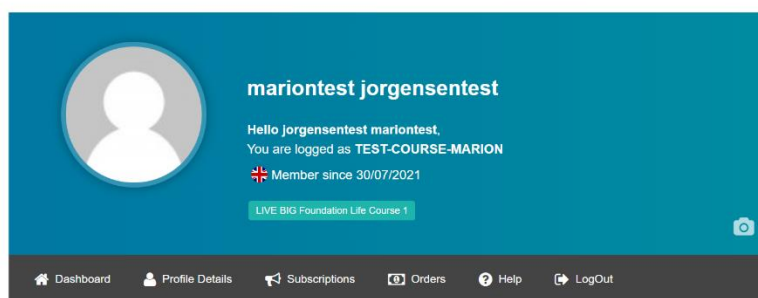 mariontest jorgensentest
Hello jorgensentest mariontest,
You are logged as TEST-COURSE-MARION
Member since 30/07/2021
LIVE BIG Foundation Life Course 1
Dashboard Profile Details Subscriptions Orders Help LogOut